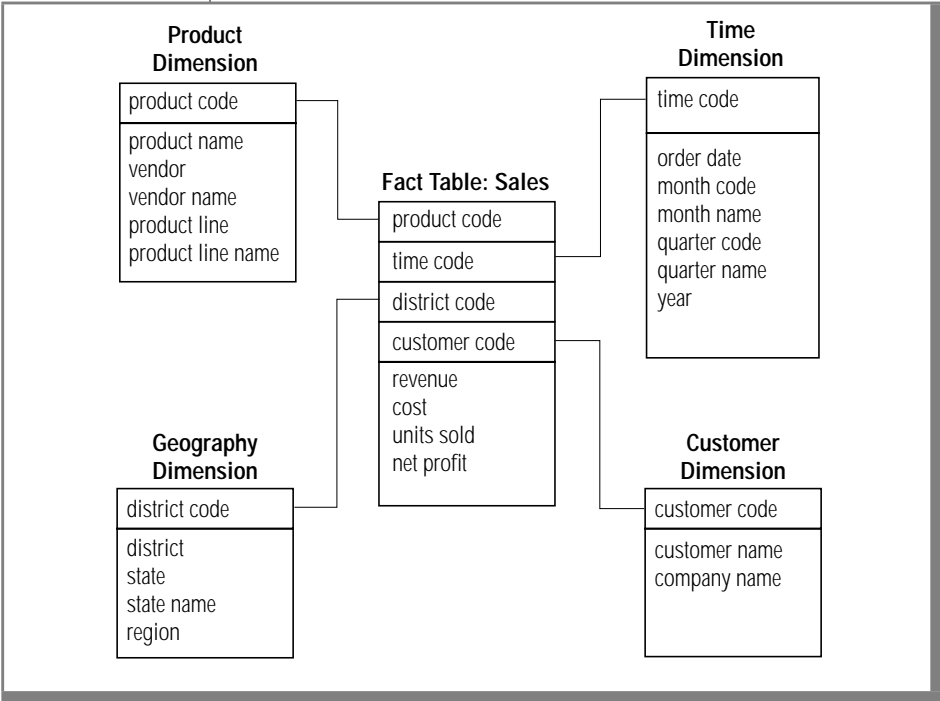 Product
Dimension
product code
product name
vendor
vendor name
product line
product line name
Time
Dimension
time code
order date
month code
month name
quarter code
quarter name
year
Fact Table: Sales
product code
time code
district code
customer code
revenue
cost
units sold
net profit
Geography
Dimension
district code
district
state
state name
region
Customer
Dimension
customer code
customer name
company name